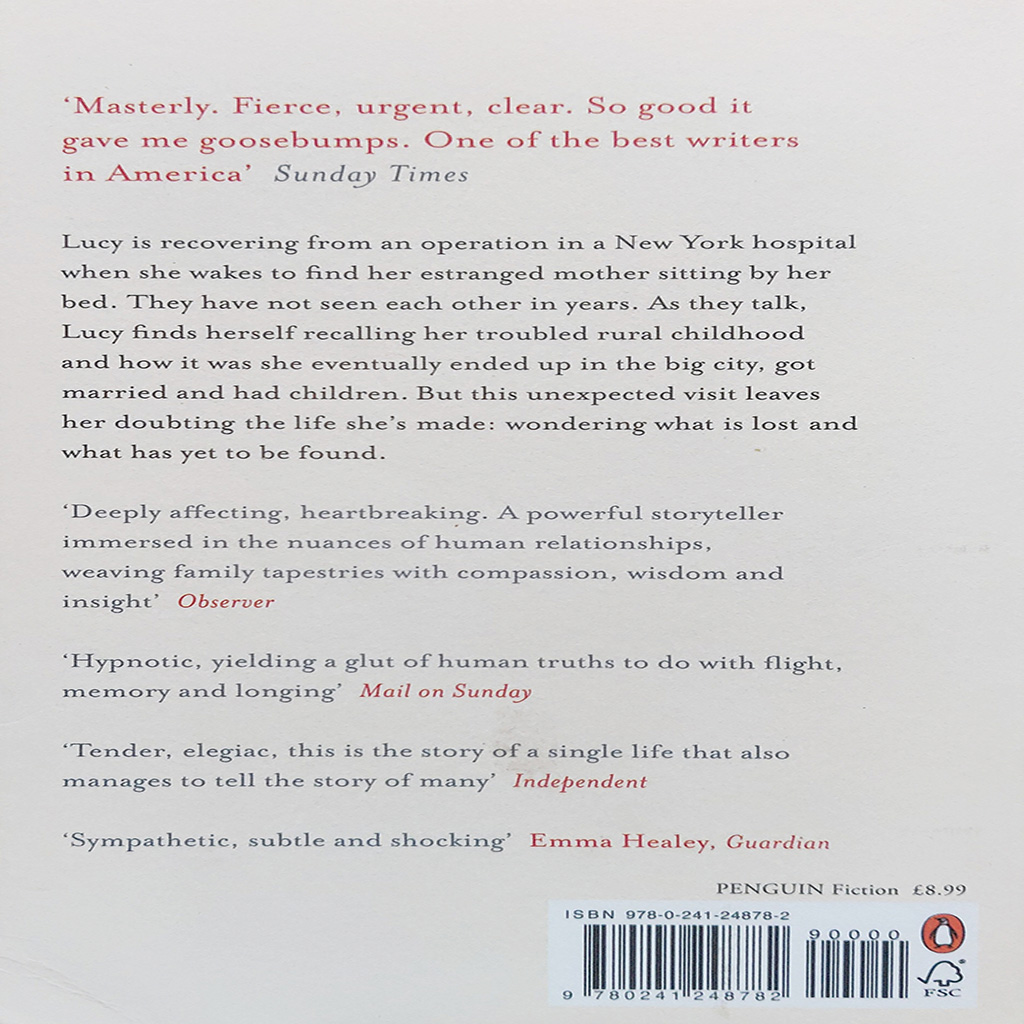 ‘Masterly. Fierce, urgent, clear. So good it
gave me goosebumps. One of the best writers
in America’ Sunday Times
Lucy is recovering from an operation in a New York hospital
when she wakes to find her estranged mother sitting by her
bed. They have not seen each other in years. As they talk,
Lucy finds herself recalling her troubled rural childhood
and how it was she eventually ended up in the big city, got
married and had children. But this unexpected visit leaves
her doubting the life she’s made: wondering what is lost and
what has yet to be found.
‘Deeply affecting, heartbreaking. A powerful storyteller
immersed in the nuances of human relationships,
weaving family tapestries with compassion, wisdom and
insight’ Observer
‘Hypnotic, yielding a glut of human truths to do with flight,
memory and longing’ Mail on Sunday
‘Tender, elegiac, this is the story of a single life that also
manages to tell the story of many’ Independent
‘Sympathetic, subtle and shocking’ Emma Healey, Guardian
PENGUIN Fiction £8.99
ISBN 978-0-241-24878-2
90000
9 780241 248782
FSC